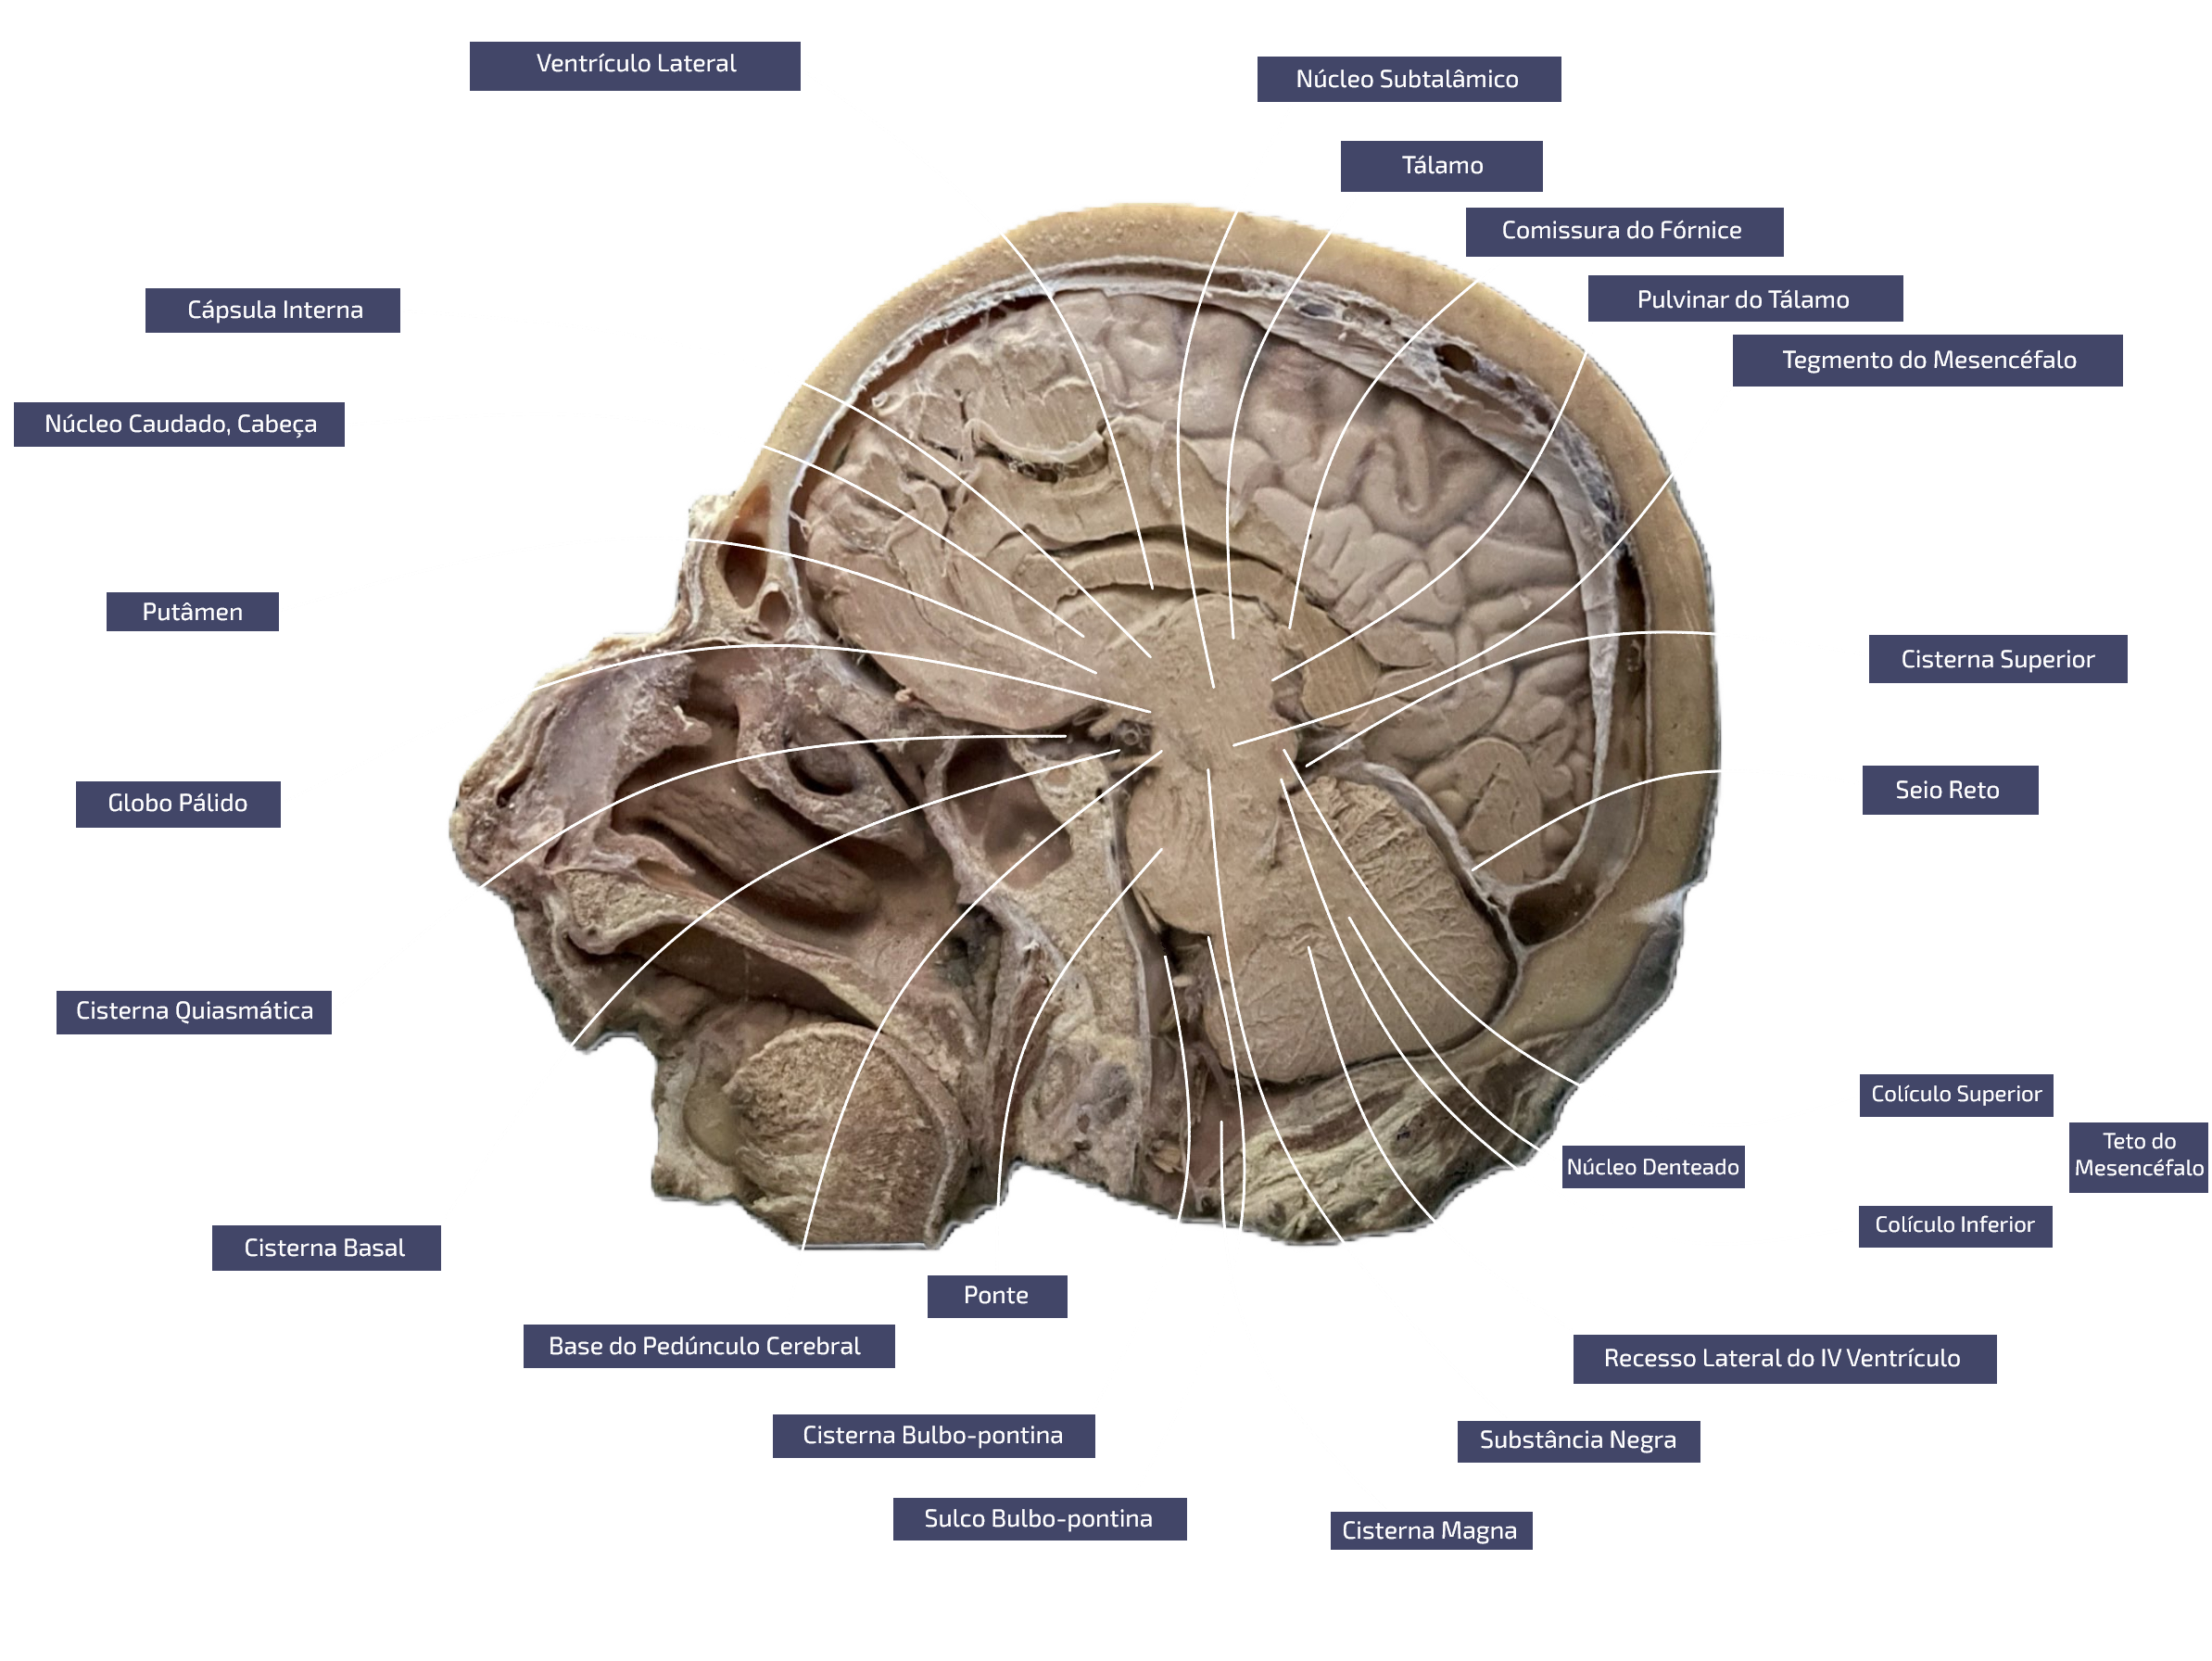 Ventrículo Lateral
Núcleo Subtalâmico
Tálamo
Comissura do Fórnice
Pulvinar do Tálamo
Tegmento do Mesencéfalo
Cápsula Interna
Núcleo Caudado, Cabeça
Putâmen
Cisterna Superior
Globo Pálido
Seio Reto
Cisterna Quiasmática
Colículo Superior
Teto do
Mesencéfalo
Núcleo Denteado
Colículo Inferior
Cisterna Basal
Ponte
Base do Pedúnculo Cerebral
Recesso Lateral do IV Ventrículo
Cisterna Bulbo-pontina
Substância Negra
Sulco Bulbo-pontina
Cisterna Magna